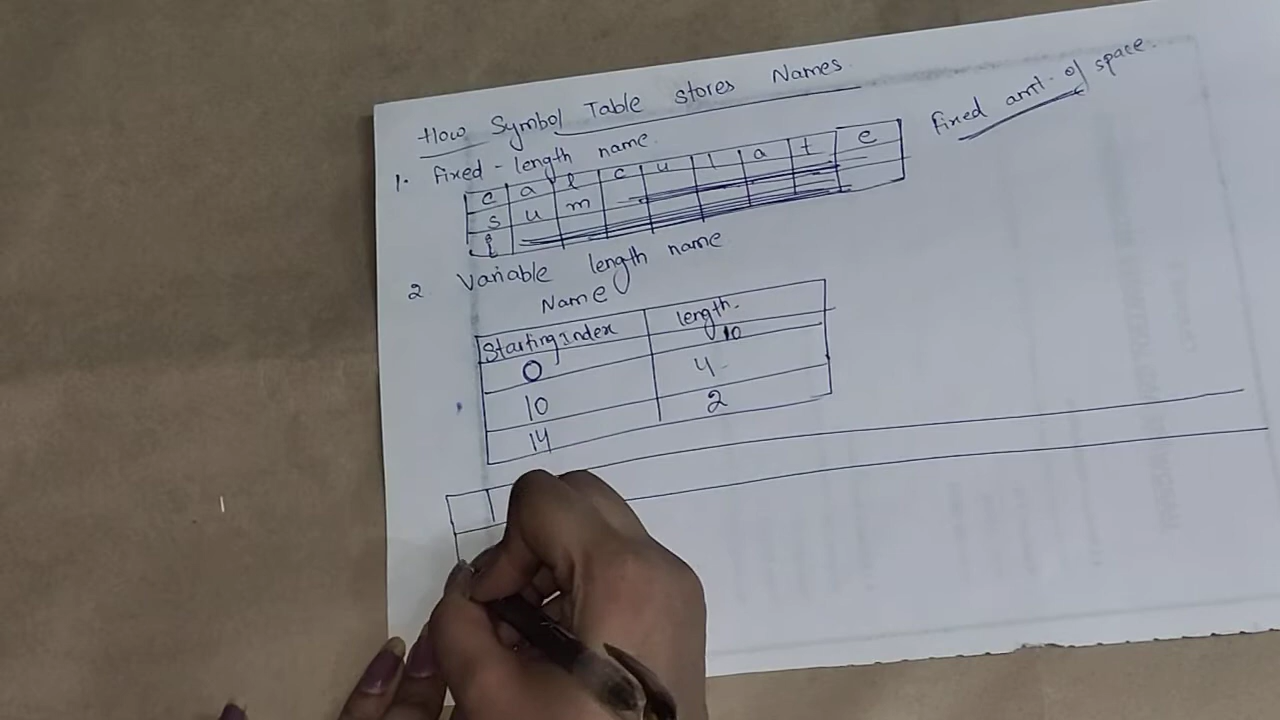 How Symbol Table stores Names
fixed amt. of space.
1. fixed-length name
c a l c u l a t e
s u m
i
2 Variable length name
Name
Starting Index length.
0 10
10 4
14 2